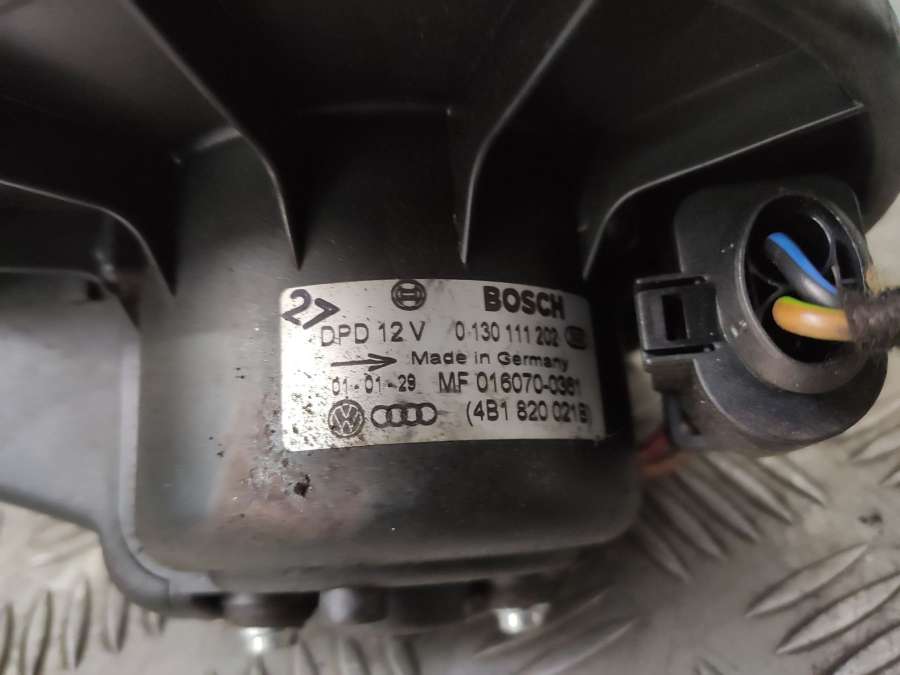 27
BOSCH
DPD 12 V 0 130 111 202
Made in Germany
01-01-29 MF 016070-0361
(4B1 820 021B)